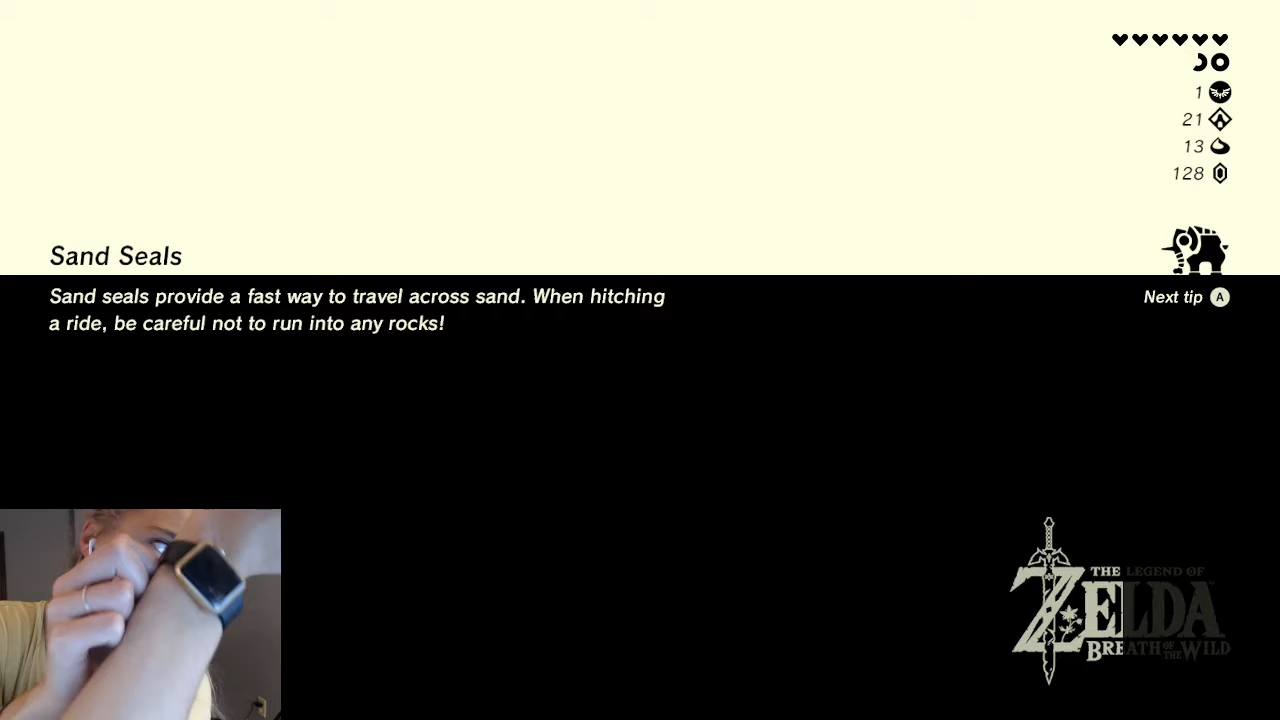 1
21
13
128
Sand Seals
Sand seals provide a fast way to travel across sand. When hitching
a ride, be careful not to run into any rocks!
Next tip A
THE LEGEND OF
ZELDA
BREATH OF THE WILD